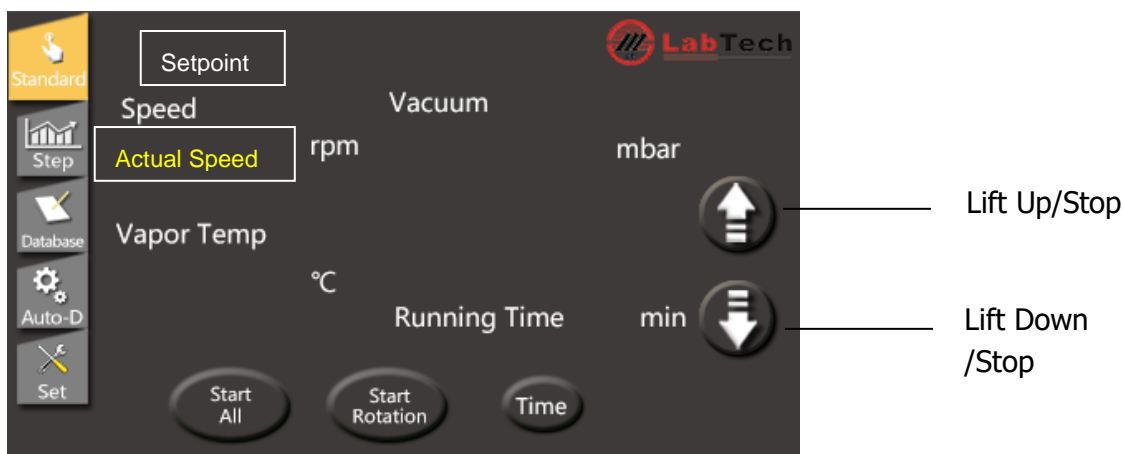 Standard
Setpoint
LabTech
Speed
Vacuum
Step
Actual Speed
rpm
mbar
Lift Up/Stop
Database
Vapor Temp
°C
Auto-D
Running Time
min
Lift Down
/Stop
Set
Start
All
Start
Rotation
Time